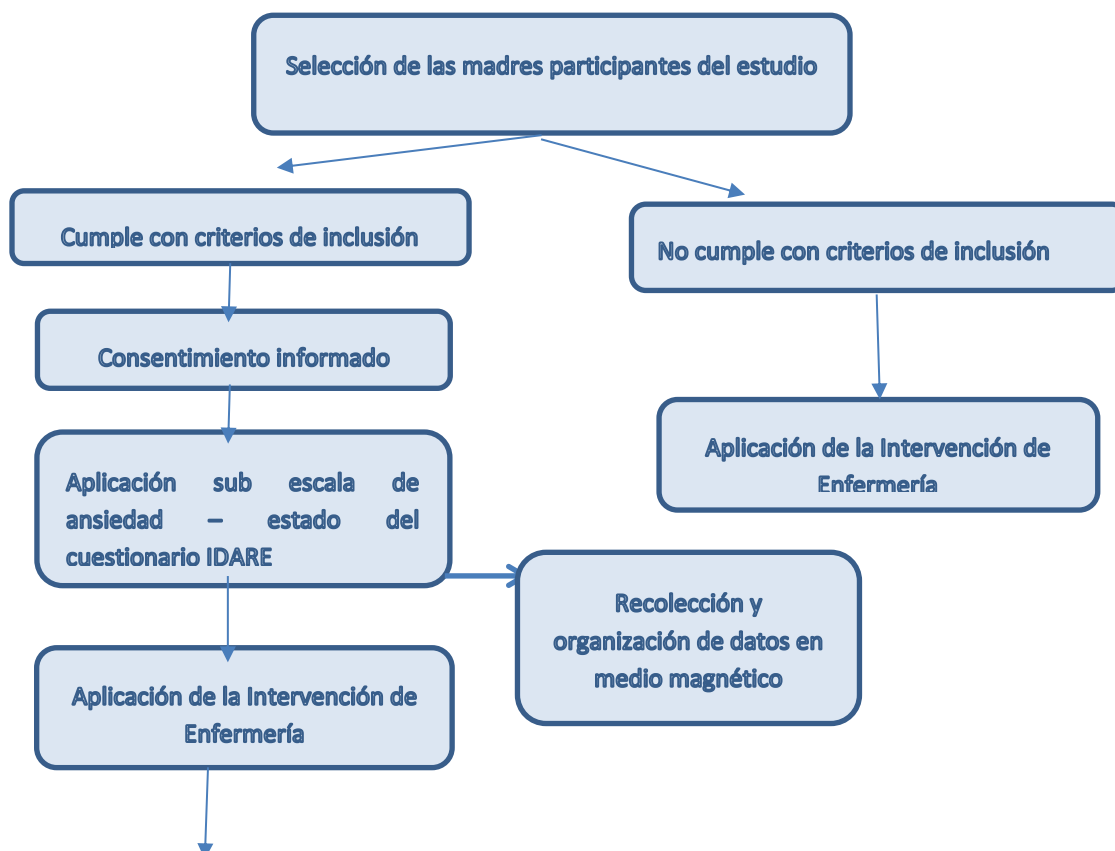 Selección de las madres participantes del estudio
Cumple con criterios de inclusión
No cumple con criterios de inclusión
Consentimiento informado
Aplicación de la Intervención de
Enfermería
Aplicación sub escala de
ansiedad – estado del
cuestionario IDARE
Recolección y
organización de datos en
medio magnético
Aplicación de la Intervención de
Enfermería